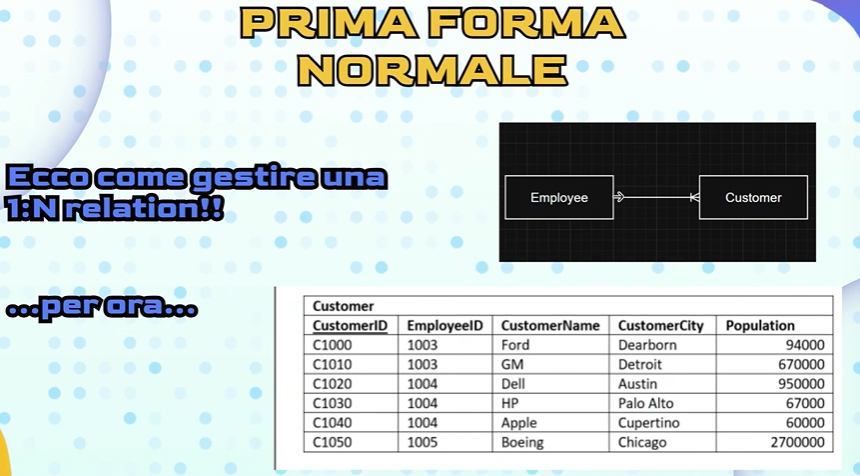 PRIMA FORMA
NORMALE
Ecco come gestire una
1:N relation!!
...per ora...
Employee Customer
Customer
CustomerID EmployeeID CustomerName CustomerCity Population
C1000 1003 Ford Dearborn 94000
C1010 1003 GM Detroit 670000
C1020 1004 Dell Austin 950000
C1030 1004 HP Palo Alto 67000
C1040 1004 Apple Cupertino 60000
C1050 1005 Boeing Chicago 2700000